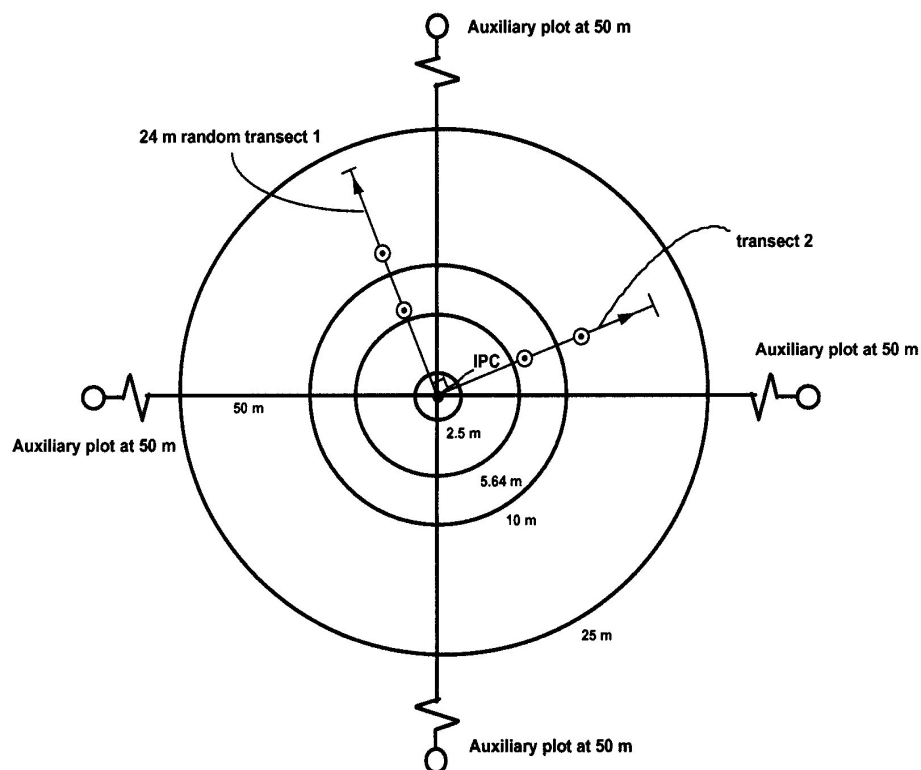 Auxiliary plot at 50 m
24 m random transect 1
transect 2
IPC
Auxiliary plot at 50 m
50 m
2.5 m
Auxiliary plot at 50 m
5.64 m
10 m
25 m
Auxiliary plot at 50 m